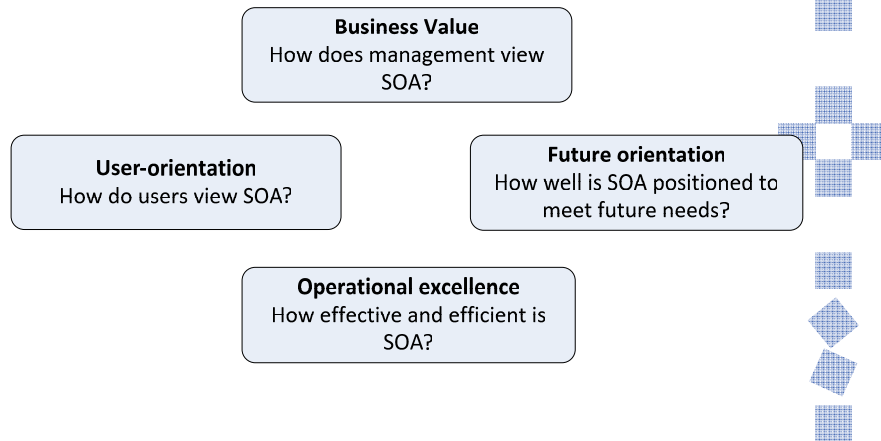 Business Value
How does management view
SOA?
User-orientation
How do users view SOA?
Future orientation
How well is SOA positioned to
meet future needs?
Operational excellence
How effective and efficient is
SOA?